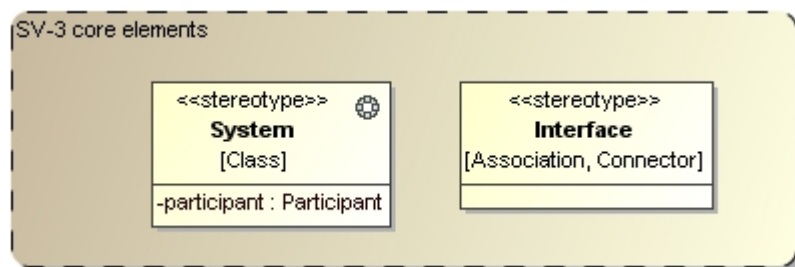 SV-3 core elements
<<stereotype>>
System
[Class]
-participant : Participant
<<stereotype>>
Interface
[Association, Connector]